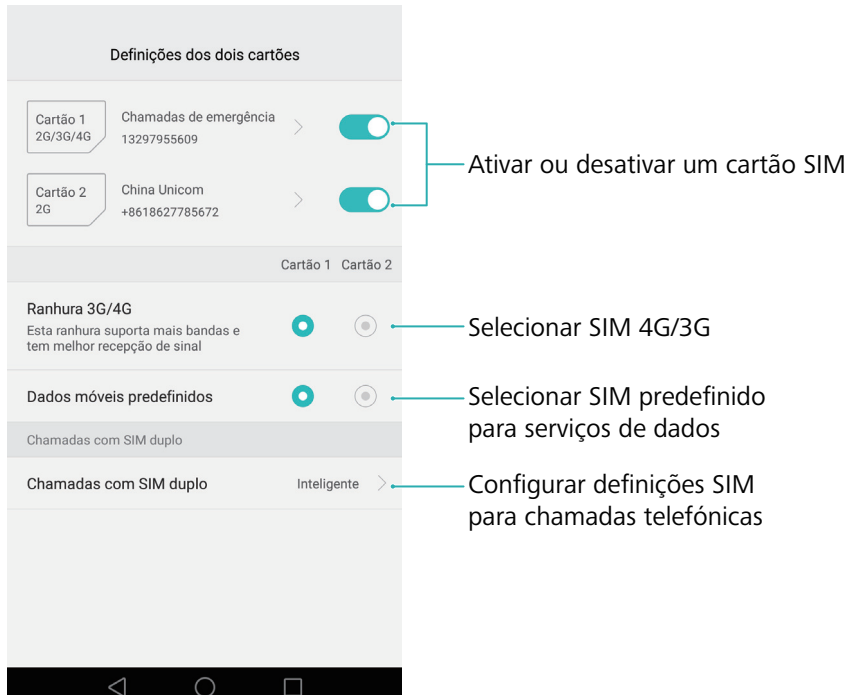 Definições dos dois cartões
Cartão 1
2G/3G/4G
Chamadas de emergência
13297955609
Ativar ou desativar um cartão SIM
Cartão 2
2G
China Unicom
+8618627785672
Cartão 1 Cartão 2
Ranhura 3G/4G
Esta ranhura suporta mais bandas e
tem melhor recepção de sinal
Selecionar SIM 4G/3G
Dados móveis predefinidos
Selecionar SIM predefinido
para serviços de dados
Chamadas com SIM duplo
Chamadas com SIM duplo
Inteligente
Configurar definições SIM
para chamadas telefónicas